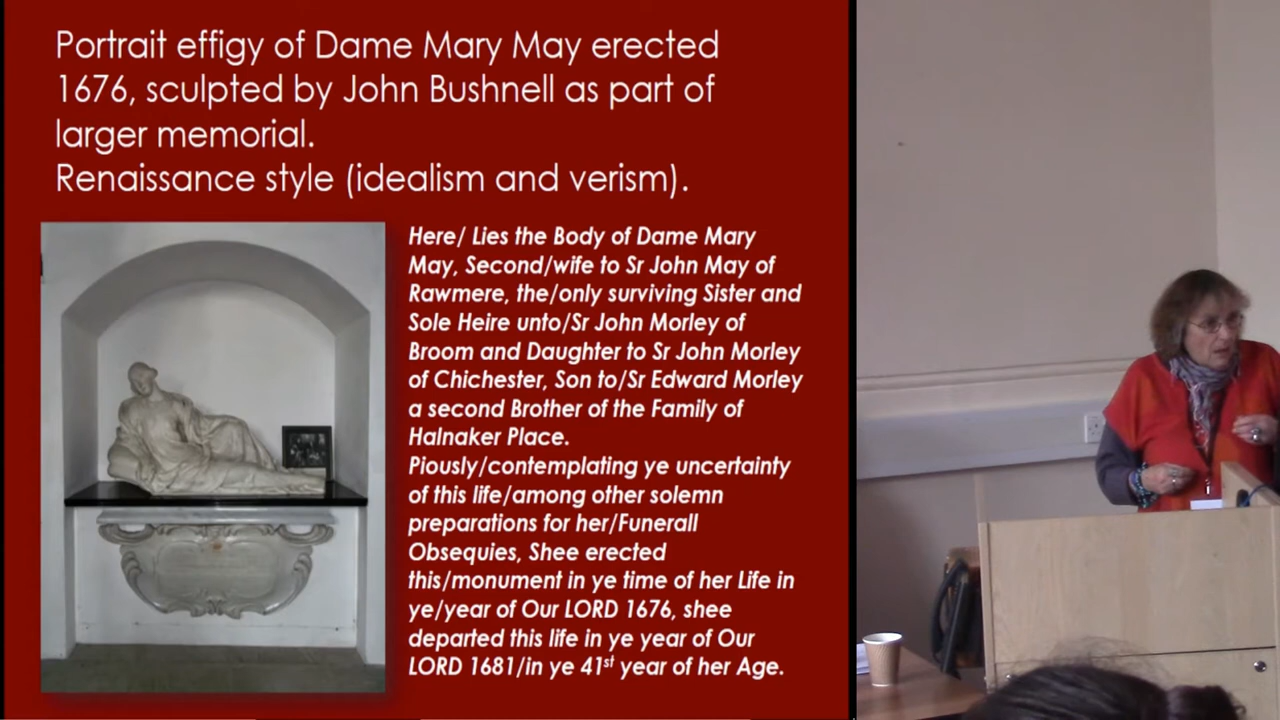 Portrait effigy of Dame Mary May erected
1676, sculpted by John Bushnell as part of
larger memorial.
Renaissance style (idealism and verism).
Here/ Lies the Body of Dame Mary
May, Second/wife to Sr John May of
Rawmere, the/only surviving Sister and
Sole Heire unto/Sr John Morley of
Broom and Daughter to Sr John Morley
of Chichester, Son to/Sr Edward Morley
a second Brother of the Family of
Halnaker Place.
Piously/contemplating ye uncertainty
of this life/among other solemn
preparations for her/Funerall
Obsequies, Shee erected
this/monument in ye time of her Life in
ye/year of Our LORD 1676, shee
departed this life in ye year of Our
LORD 1681/in ye 41st year of her Age.